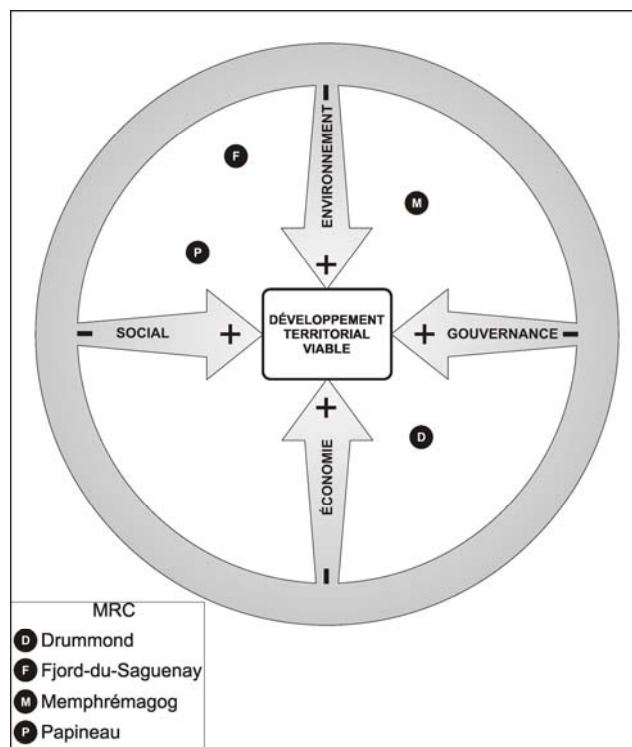 ENVIRONNEMENT
F
M
P
+
DÉVELOPPEMENT
TERRITORIAL
VIABLE
− SOCIAL +
+ GOUVERNANCE −
+
D
ÉCONOMIE
−
MRC
D Drummond
F Fjord-du-Saguenay
M Memphrémagog
P Papineau